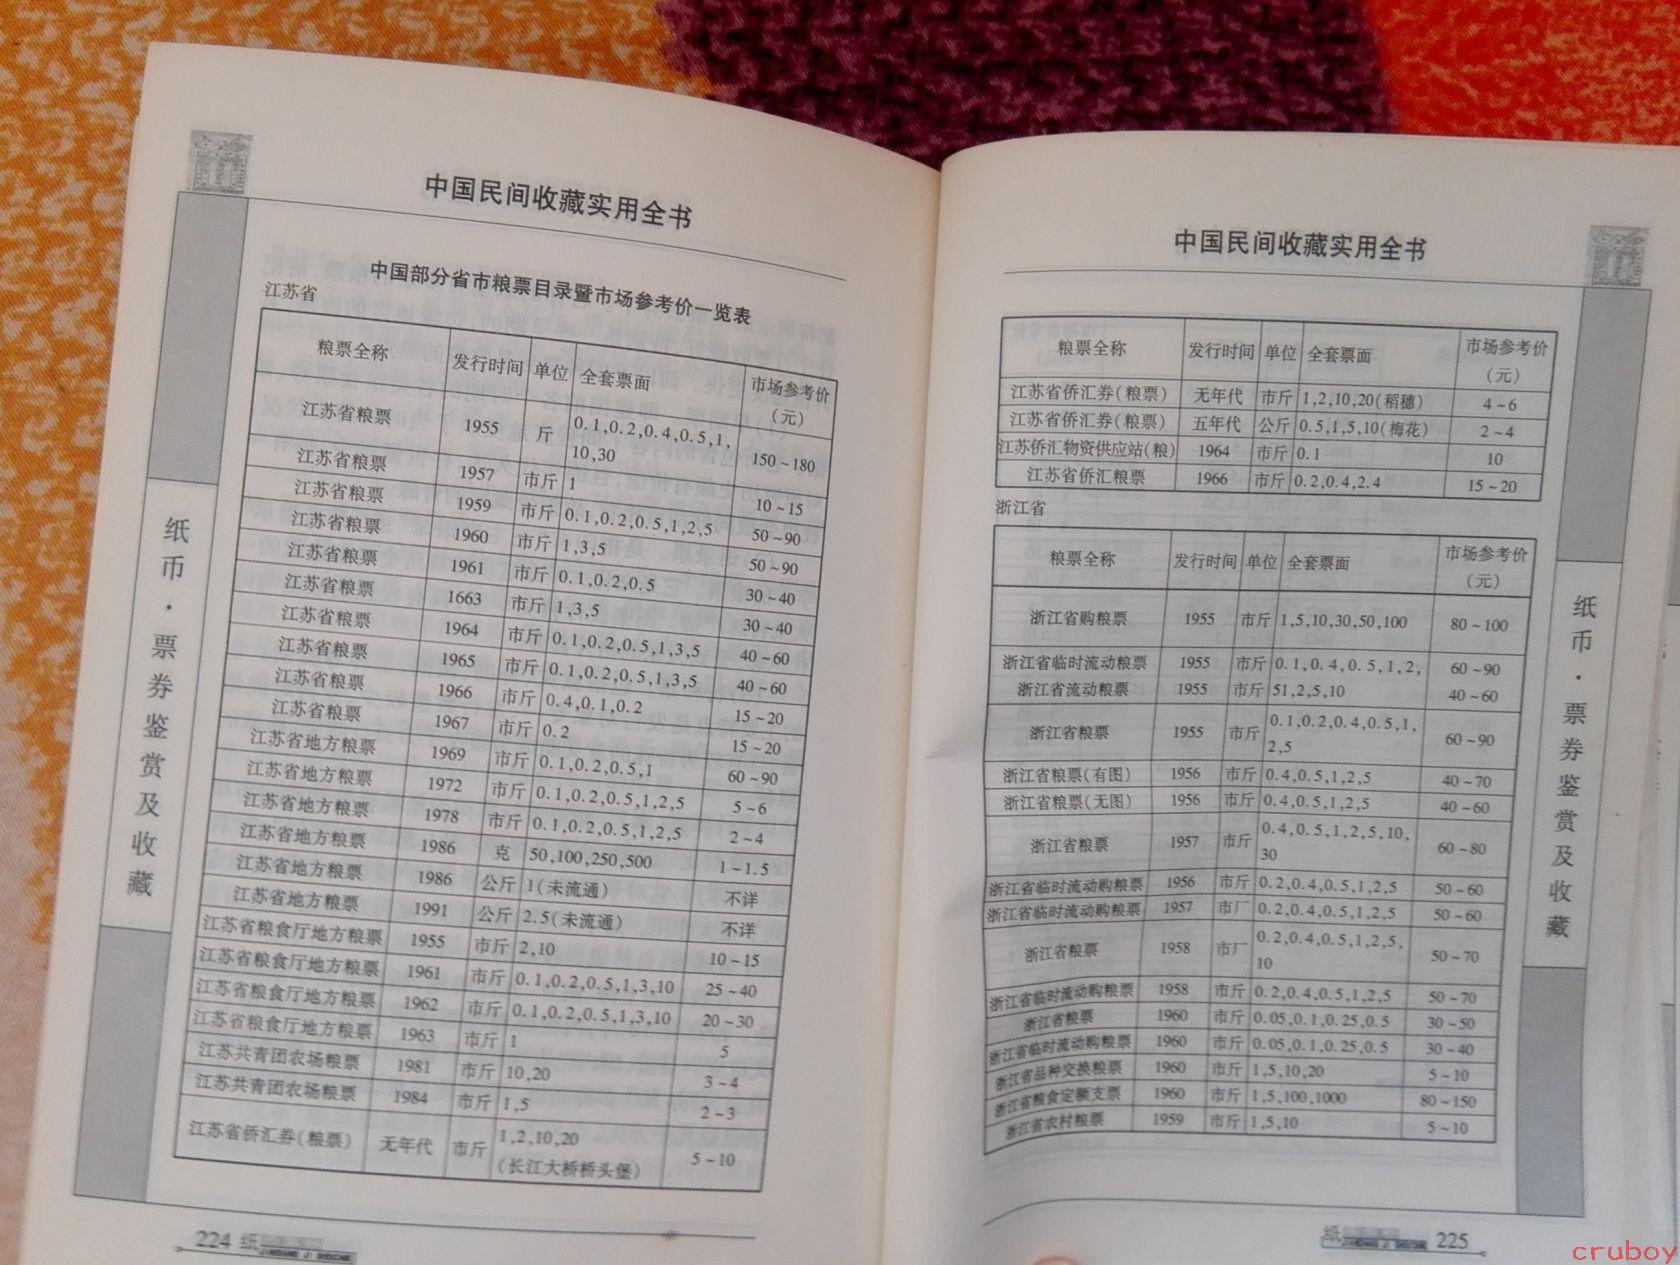 中国民间收藏实用全书
中国部分省市粮票目录暨市场参考价一览表
江苏省
粮票全称 发行时间 单位 全套票面 市场参考价(元)
江苏省粮票 1955 斤 0.1,0.2,0.4,0.5,1,
10,30 150~180
江苏省粮票 1957 市斤 1 10~15
江苏省粮票 1959 市斤 0.1,0.2,0.5,1,2,5 50~90
江苏省粮票 1960 市斤 1,3,5 50~90
江苏省粮票 1961 市斤 0.1,0.2,0.5 30~40
江苏省粮票 1663 市斤 1,3,5 30~40
江苏省粮票 1964 市斤 0.1,0.2,0.5,1,3,5 40~60
江苏省粮票 1965 市斤 0.1,0.2,0.5,1,3,5 40~60
江苏省粮票 1966 市斤 0.4,0.1,0.2 15~20
江苏省粮票 1967 市斤 0.2 15~20
江苏省地方粮票 1969 市斤 0.1,0.2,0.5,1 60~90
江苏省地方粮票 1972 市斤 0.1,0.2,0.5,1,2,5 5~6
江苏省地方粮票 1978 市斤 0.1,0.2,0.5,1,2,5 2~4
江苏省地方粮票 1986 克 50,100,250,500 1~1.5
江苏省地方粮票 1986 公斤 1(未流通) 不详
江苏省地方粮票 1991 公斤 2.5(未流通) 不详
江苏省粮食厅地方粮票 1955 市斤 2,10 10~15
江苏省粮食厅地方粮票 1961 市斤 0.1,0.2,0.5,1,3,10 25~40
江苏省粮食厅地方粮票 1962 市斤 0.1,0.2,0.5,1,3,10 20~30
江苏省粮食厅地方粮票 1963 市斤 1 5
江苏共青团农场粮票 1981 市斤 10,20 3~4
江苏共青团农场粮票 1984 市斤 1,5 2~3
江苏省侨汇券(粮票) 无年代 市斤 1,2,10,20
(长江大桥桥头堡) 5~10
纸币·票券鉴赏及收藏
224 纸
中国民间收藏实用全书
粮票全称 发行时间 单位 全套票面 市场参考价
(元)
江苏省侨汇券(粮票) 无年代 市斤 1,2,10,20(稻穗) 4~6
江苏省侨汇券(粮票) 五年代 公斤 0.5,1,5,10(梅花) 2~4
江苏侨汇物资供应站(粮) 1964 市斤 0.1 10
江苏省侨汇粮票 1966 市斤 0.2,0.4,2.4 15~20
浙江省
粮票全称 发行时间 单位 全套票面 市场参考价
(元)
浙江省购粮票 1955 市斤 1,5,10,30,50,100 80~100
浙江省临时流动粮票 1955 市斤 0.1,0.4,0.5,1,2, 60~90
浙江省流动粮票 1955 市斤 51,2,5,10 40~60
浙江省粮票 1955 市斤 0.1,0.2,0.4,0.5,1,
2,5 60~90
浙江省粮票(有图) 1956 市斤 0.4,0.5,1,2,5 40~70
浙江省粮票(无图) 1956 市斤 0.4,0.5,1,2,5 40~60
浙江省粮票 1957 市斤 0.4,0.5,1,2,5,10,
30 60~80
浙江省临时流动购粮票 1956 市斤 0.2,0.4,0.5,1,2,5 50~60
浙江省临时流动购粮票 1957 市厂 0.2,0.4,0.5,1,2,5 50~60
浙江省粮票 1958 市厂 0.2,0.4,0.5,1,2,5,
10 50~70
浙江省临时流动购粮票 1958 市斤 0.2,0.4,0.5,1,2,5 50~70
浙江省粮票 1960 市斤 0.05,0.1,0.25,0.5 30~50
浙江省临时流动购粮票 1960 市斤 0.05,0.1,0.25,0.5 30~40
浙江省品种交换粮票 1960 市斤 1,5,10,20 5~10
浙江省粮食定额支票 1960 市斤 1,5,100,1000 80~150
浙江省农村粮票 1959 市斤 1,5,10 5~10
纸币·票券鉴赏及收藏
纸 225
cruboy